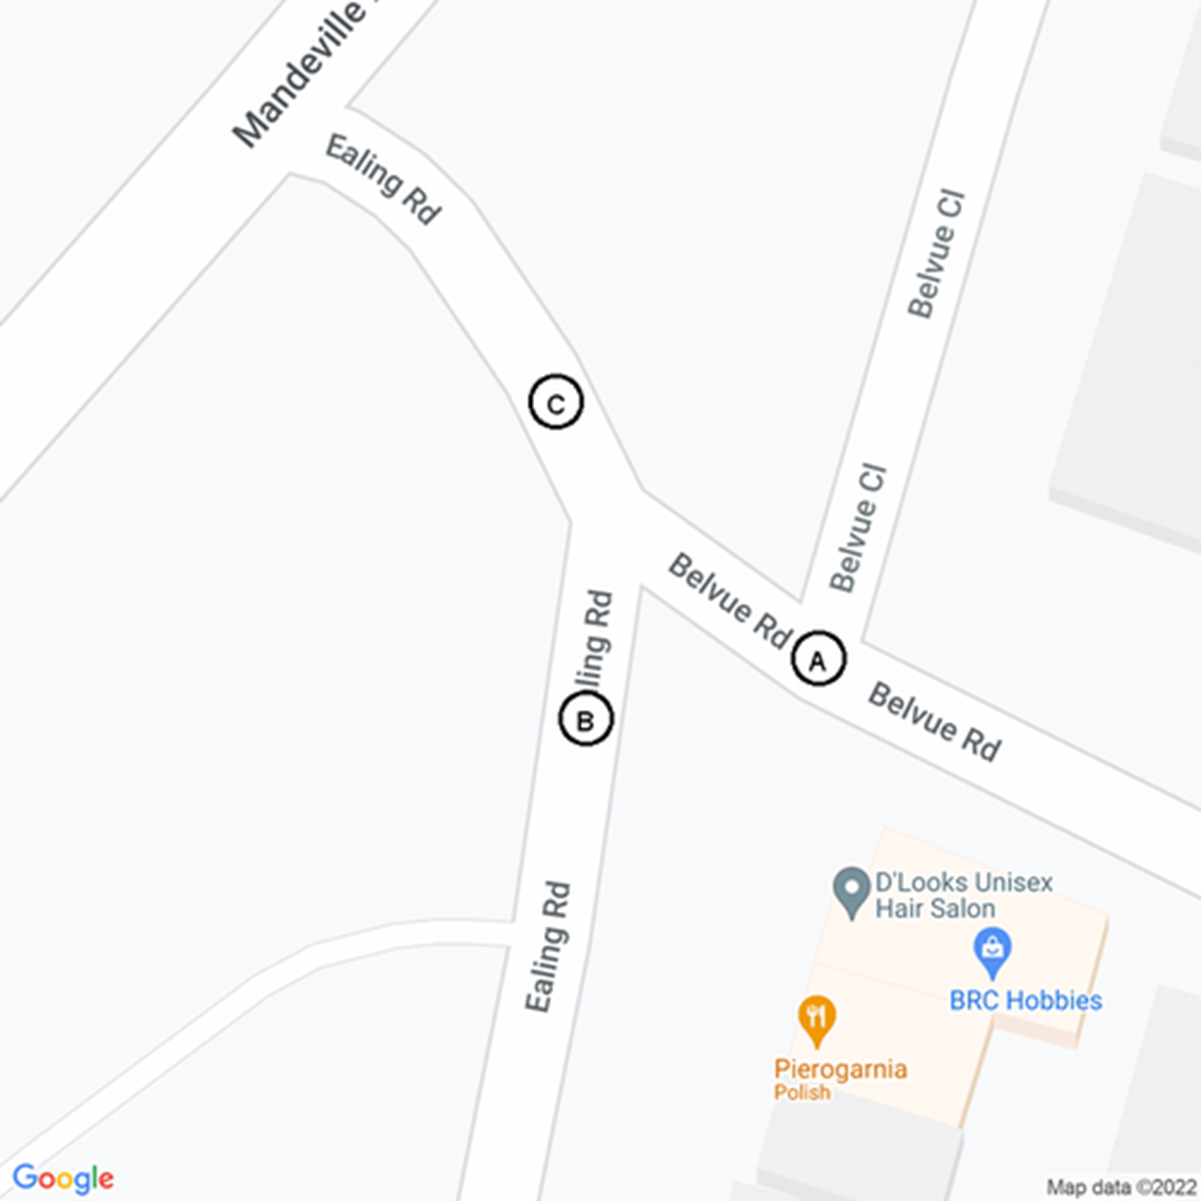 Mandeville
Ealing Rd
Belvue Cl
C
Belvue Cl
Belvue Rd
ling Rd
A
B
Belvue Rd
Ealing Rd
D'Looks Unisex
Hair Salon
BRC Hobbies
Pierogarnia
Polish
Google
Map data ©2022